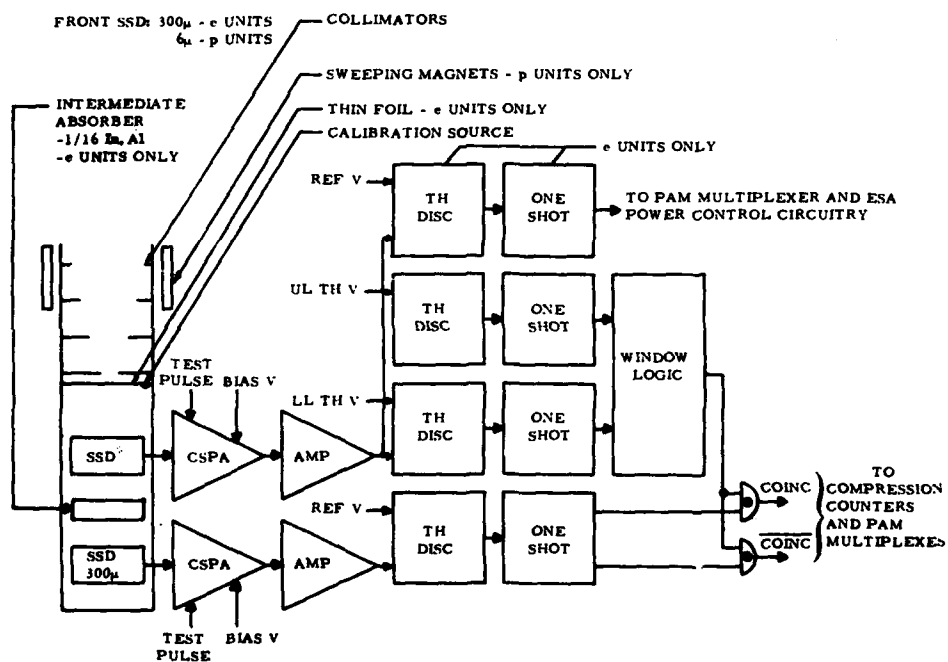 FRONT SSD: 300μ - e UNITS
6μ - p UNITS
COLLIMATORS
SWEEPING MAGNETS - p UNITS ONLY
INTERMEDIATE
ABSORBER
-1/16 In, Al
-e UNITS ONLY
THIN FOIL - e UNITS ONLY
CALIBRATION SOURCE
e UNITS ONLY
REF V
TH
DISC
ONE
SHOT
TO PAM MULTIPLEXER AND ESA
POWER CONTROL CIRCUITRY
UL TH V
TH
DISC
ONE
SHOT
WINDOW
LOGIC
TEST
PULSE
BIAS V
LL TH V
TH
DISC
ONE
SHOT
SSD
CSPA
AMP
REF V
TH
DISC
ONE
SHOT
COINC
COINC
TO
COMPRESSION
COUNTERS
AND PAM
MULTIPLEXES
SSD
300μ
CSPA
AMP
TEST
PULSE
BIAS V